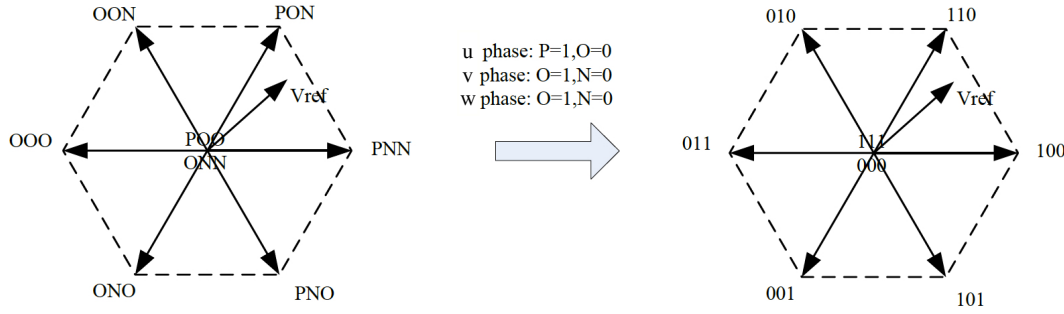 OON
PON
Vref
OOO
POO
ONN
PNN
ONO
PNO
u phase: P=1,O=0
v phase: O=1,N=0
w phase: O=1,N=0
010
110
Vref
011
111
000
100
001
101